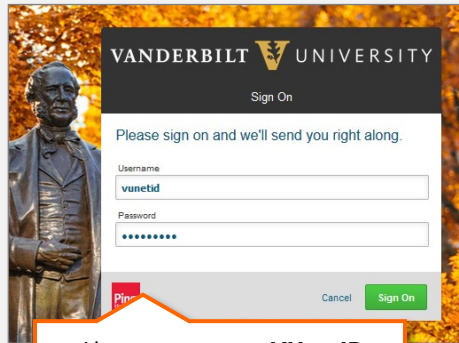 VANDERBILT V UNIVERSITY
Sign On
Please sign on and we'll send you right along.
Username
vunetid
Password
•••••••••
Cancel
Sign On